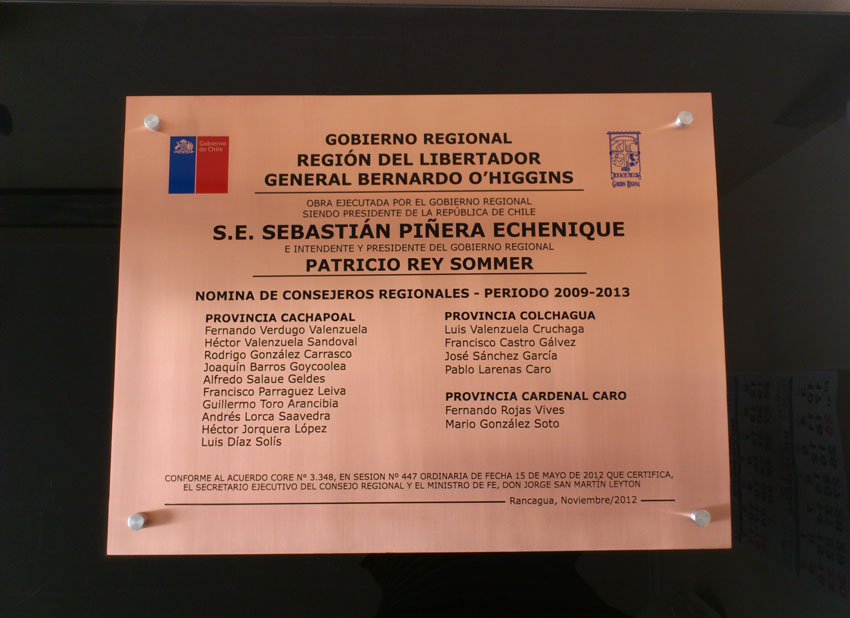 Gobierno
de Chile
GOBIERNO REGIONAL
REGIÓN DEL LIBERTADOR
GENERAL BERNARDO O'HIGGINS
OBRA EJECUTADA POR EL GOBIERNO REGIONAL
SIENDO PRESIDENTE DE LA REPÚBLICA DE CHILE
S.E. SEBASTIÁN PIÑERA ECHENIQUE
E INTENDENTE Y PRESIDENTE DEL GOBIERNO REGIONAL
PATRICIO REY SOMMER
NOMINA DE CONSEJEROS REGIONALES - PERIODO 2009-2013
PROVINCIA CACHAPOAL
Fernando Verdugo Valenzuela
Héctor Valenzuela Sandoval
Rodrigo González Carrasco
Joaquín Barros Goycoolea
Alfredo Salaue Geldes
Francisco Parraguez Leiva
Guillermo Toro Arancibia
Andrés Lorca Saavedra
Héctor Jorquera López
Luis Díaz Solís
PROVINCIA COLCHAGUA
Luis Valenzuela Cruchaga
Francisco Castro Gálvez
José Sánchez García
Pablo Larenas Caro
PROVINCIA CARDENAL CARO
Fernando Rojas Vives
Mario González Soto
CONFORME AL ACUERDO CORE N° 3.348, EN SESION Nº 447 ORDINARIA DE FECHA 15 DE MAYO DE 2012 QUE CERTIFICA,
EL SECRETARIO EJECUTIVO DEL CONSEJO REGIONAL Y EL MINISTRO DE FE, DON JORGE SAN MARTÍN LEYTON
Rancagua, Noviembre/2012